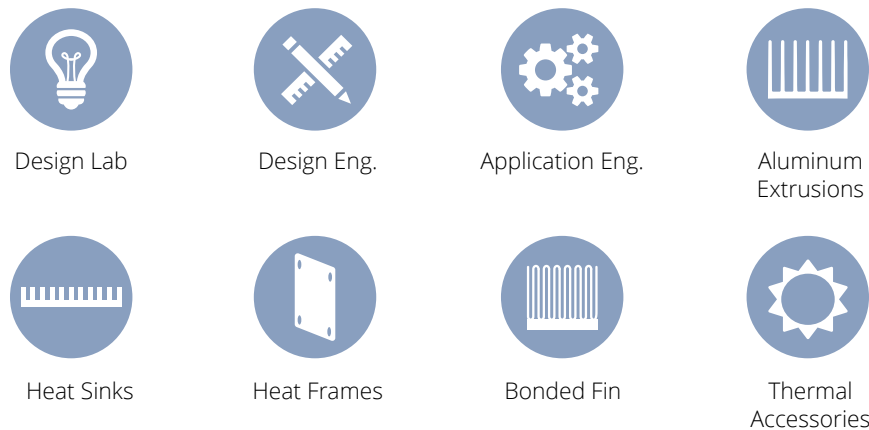 Design Lab
Design Eng.
Application Eng.
Aluminum
Extrusions
Heat Sinks
Heat Frames
Bonded Fin
Thermal
Accessories